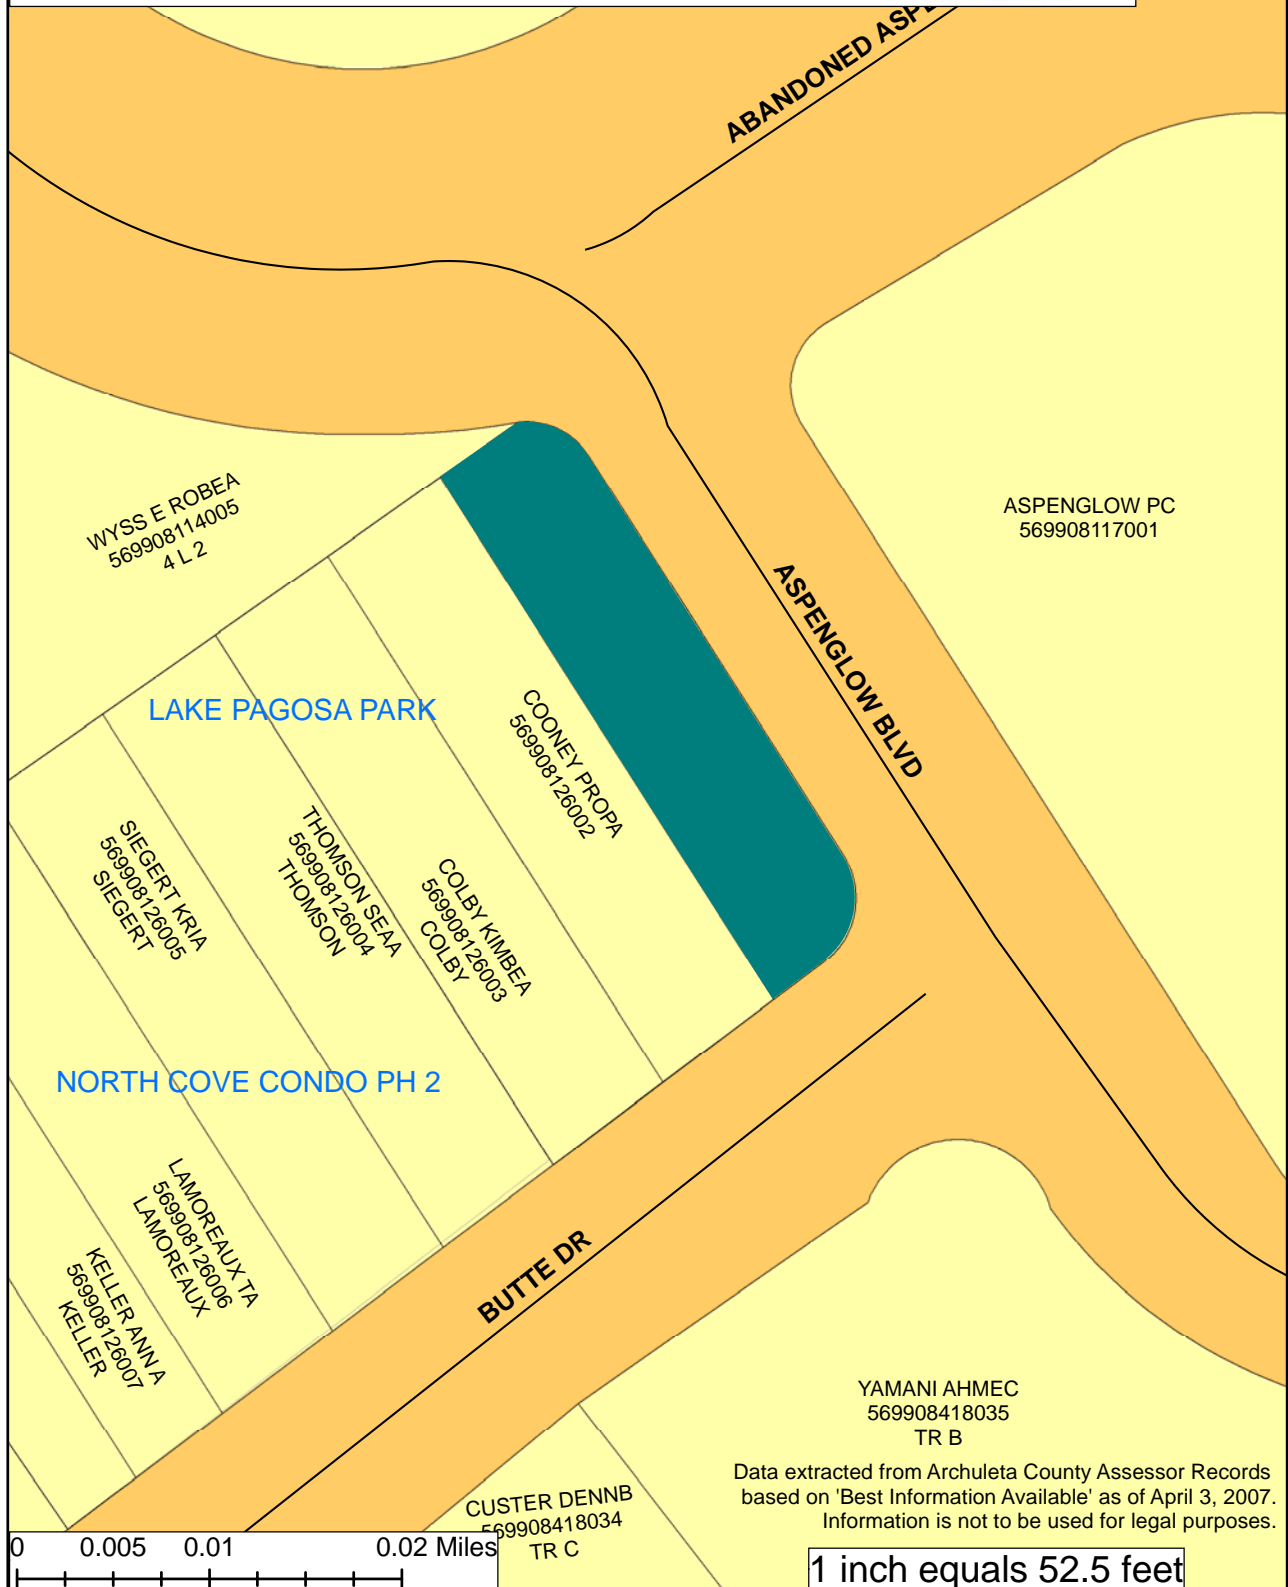 ABANDONED
WYSS E ROBEA
569908114005
4 L 2
ASPENGLOW PC
569908117001
ASPENGLOW BLVD
LAKE PAGOSA PARK
COONEY PROPA
569908126002
COLBY KIMBEA
569908126003
COLBY
THOMSON SEAA
569908126004
THOMSON
SIEGERT KRIA
569908126005
SIEGERT
NORTH COVE CONDO PH 2
LAMOREAUX TA
569908126006
LAMOREAUX
KELLER ANN A
569908126007
KELLER
BUTTE DR
YAMANI AHMEC
569908418035
TR B
Data extracted from Archuleta County Assessor Records
based on 'Best Information Available' as of April 3, 2007.
Information is not to be used for legal purposes.
CUSTER DENNB
569908418034
TR C
0 0.005 0.01 0.02 Miles
1 inch equals 52.5 feet